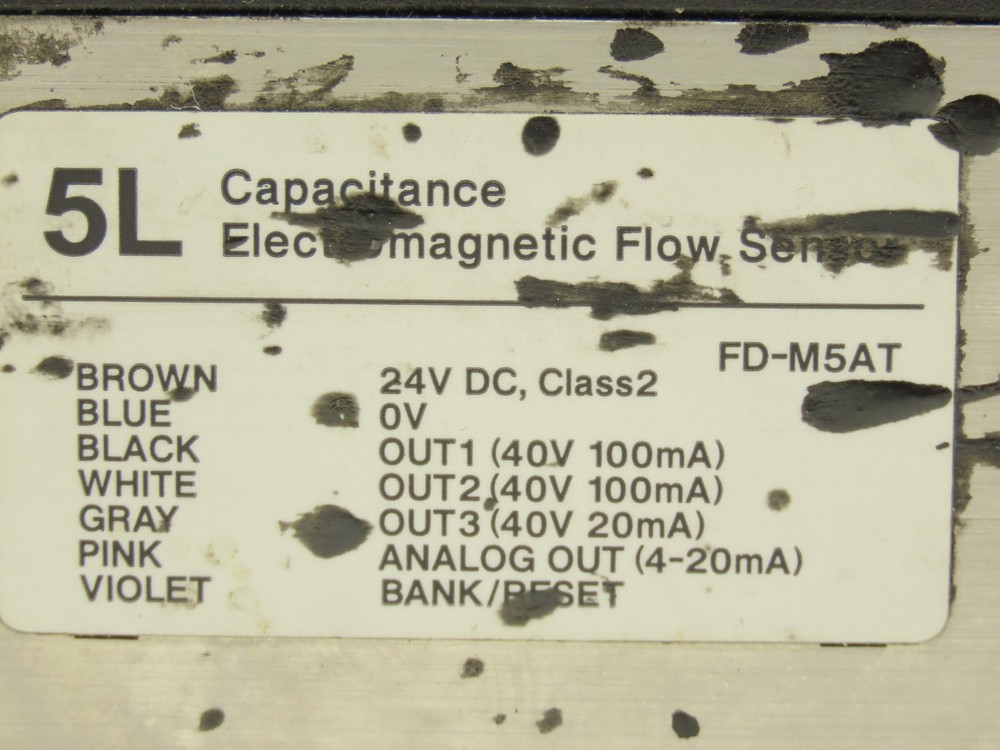 5L Capacitance
Electromagnetic Flow Sensor
FD-M5AT
BROWN 24V DC, Class2
BLUE 0V
BLACK OUT1 (40V 100mA)
WHITE OUT2 (40V 100mA)
GRAY OUT3 (40V 20mA)
PINK ANALOG OUT (4-20mA)
VIOLET BANK/RESET